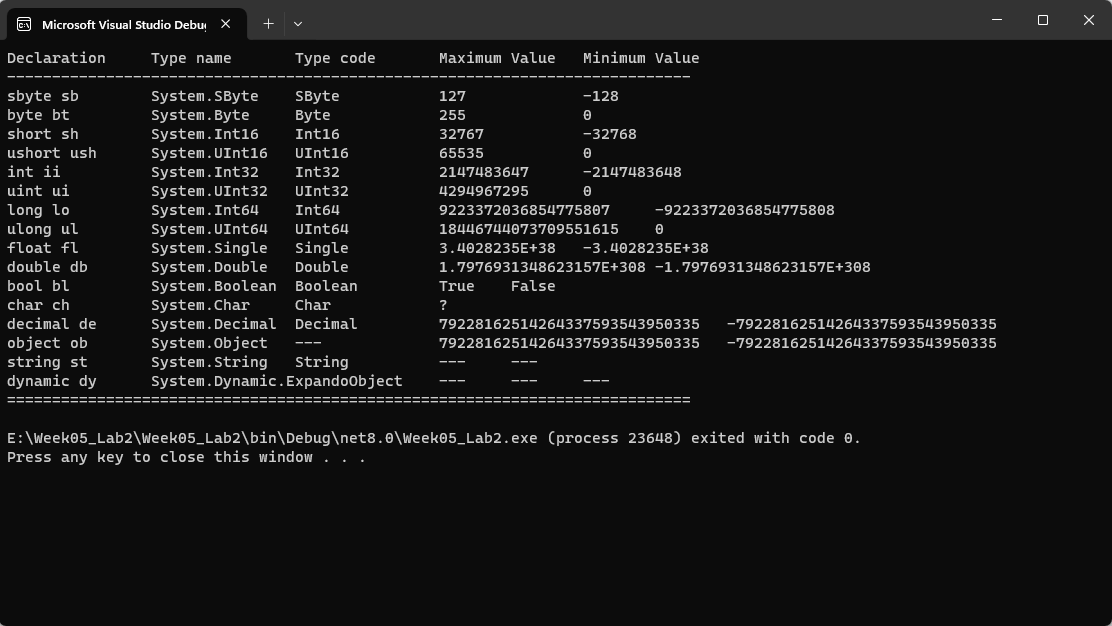 Microsoft Visual Studio Debug
Declaration     Type name       Type code       Maximum Value   Minimum Value
----------------------------------------------------------------------------
sbyte sb        System.SByte    SByte           127             -128
byte bt         System.Byte     Byte            255             0
short sh        System.Int16    Int16           32767           -32768
ushort ush      System.UInt16   UInt16          65535           0
int ii          System.Int32    Int32           2147483647      -2147483648
uint ui         System.UInt32   UInt32          4294967295      0
long lo         System.Int64    Int64           9223372036854775807     -9223372036854775808
ulong ul        System.UInt64   UInt64          18446744073709551615    0
float fl        System.Single   Single          3.4028235E+38   -3.4028235E+38
double db       System.Double   Double          1.7976931348623157E+308 -1.7976931348623157E+308
bool bl         System.Boolean  Boolean         True    False
char ch         System.Char     Char            ?
decimal de      System.Decimal  Decimal         79228162514264337593543950335   -79228162514264337593543950335
object ob       System.Object   ---             79228162514264337593543950335   -79228162514264337593543950335
string st       System.String   String          ---     ---
dynamic dy      System.Dynamic.ExpandoObject    ---     ---     ---
============================================================================
E:\Week05_Lab2\Week05_Lab2\bin\Debug\net8.0\Week05_Lab2.exe (process 23648) exited with code 0.
Press any key to close this window . . .